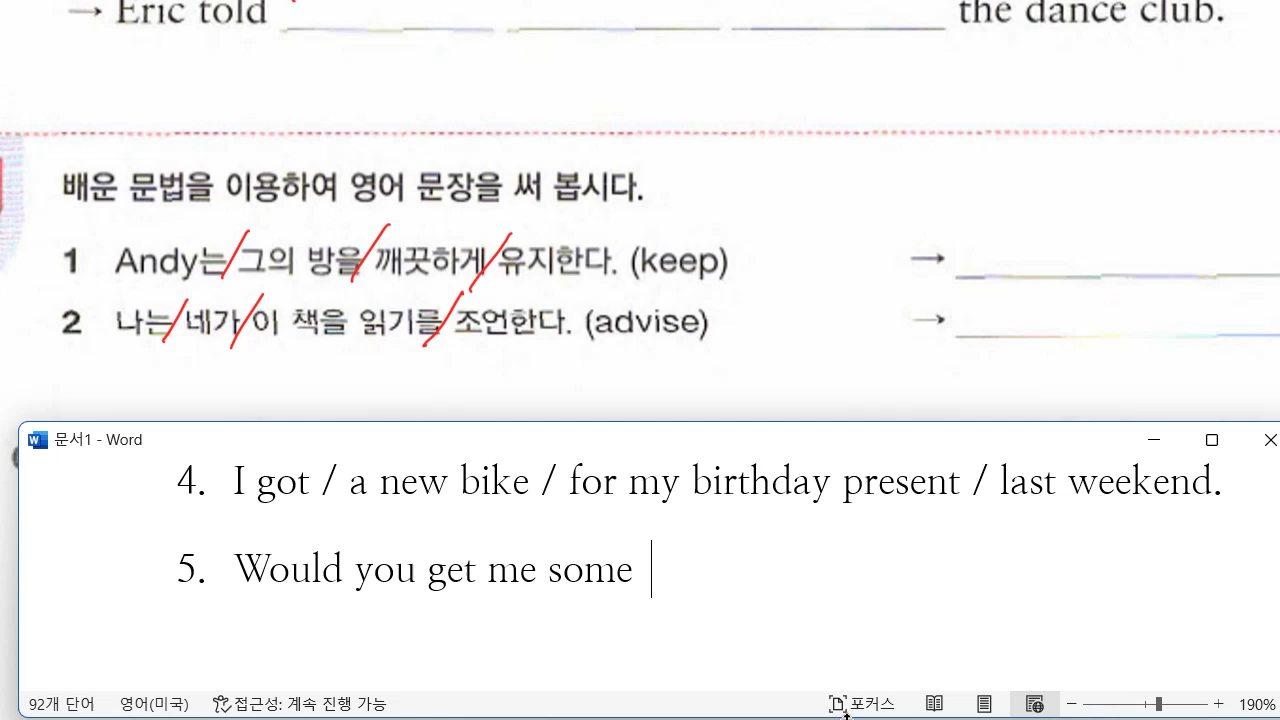 → Eric told the dance club.
배운 문법을 이용하여 영어 문장을 써 봅시다.
1 Andy는 그의 방을 깨끗하게 유지한다. (keep) →
2 나는 네가 이 책을 읽기를 조언한다. (advise) →
문서1 - Word
4. I got / a new bike / for my birthday present / last weekend.
5. Would you get me some
92개 단어 영어(미국) 접근성: 계속 진행 가능 포커스 190%